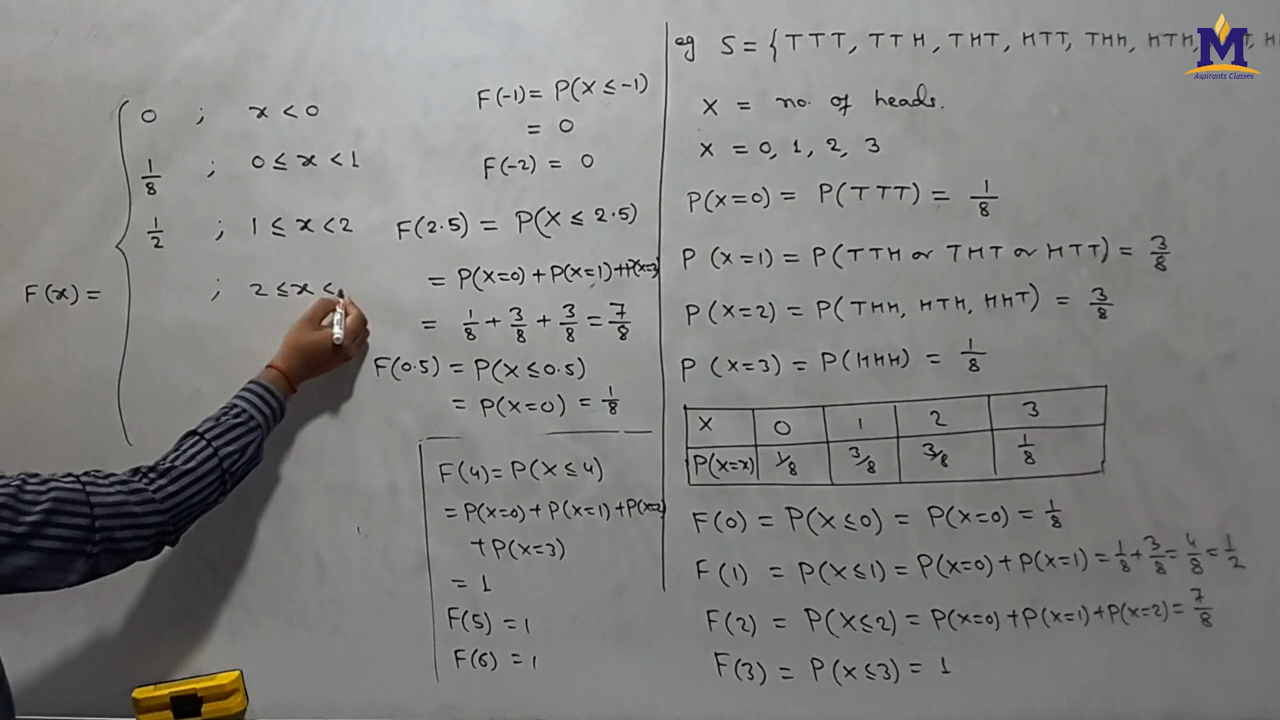 0 ; x < 0
1/8 ; 0 ≤ x < 1
1/2 ; 1 ≤ x < 2
F(x) = ; 2 ≤ x <
F(-1) = P(X ≤ -1)
= 0
F(-2) = 0
F(2.5) = P(X ≤ 2.5)
= P(X=0) + P(X=1) + P(X=3
= 1/8 + 3/8 + 3/8 = 7/8
F(0.5) = P(X ≤ 0.5)
= P(X=0) = 1/8
F(4) = P(X ≤ 4)
= P(X=0) + P(X=1) + P(X=2)
+ P(X=3)
= 1
F(5) = 1
F(6) = 1
eg S = { TTT, TTH, THT, HTT, THH, HTH,
X = no. of heads.
X = 0, 1, 2, 3
P(X=0) = P(TTT) = 1/8
P(X=1) = P(TTH or THT or HTT) = 3/8
P(X=2) = P(THH, HTH, HHT) = 3/8
P(X=3) = P(HHH) = 1/8
X 0 1 2 3
P(X=x) 1/8 3/8 3/8 1/8
F(0) = P(X ≤ 0) = P(X=0) = 1/8
F(1) = P(X ≤ 1) = P(X=0) + P(X=1) = 1/8 + 3/8 = 4/8 = 1/2
F(2) = P(X ≤ 2) = P(X=0) + P(X=1) + P(X=2) = 7/8
F(3) = P(X ≤ 3) = 1
M
Aspirants Classes